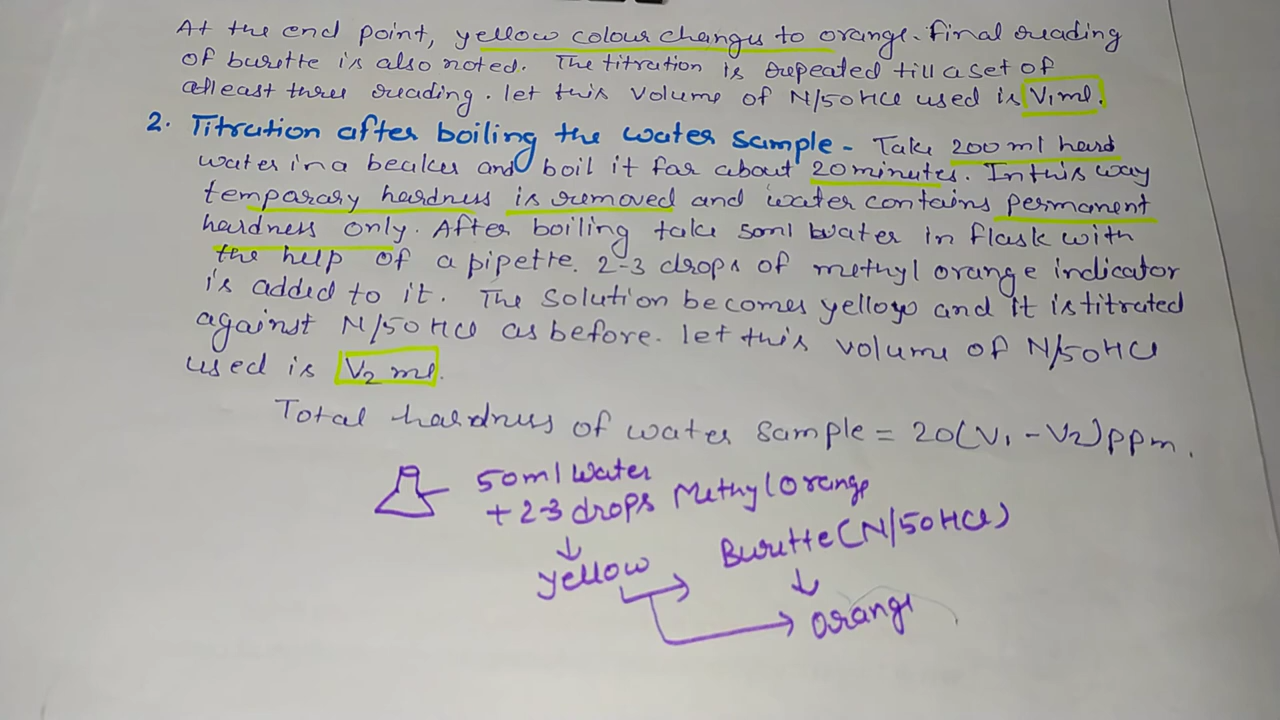 At the end point, yellow colour changes to orange. Final reading
of burette is also noted. The titration is repeated till a set of
atleast three reading. let this volume of N/50 HCl used is V1 ml.
2. Titration after boiling the water sample - Take 200 ml hard
water in a beaker and boil it for about 20 minutes. In this way
temparary hardness is removed and water contains permanent
hardness only. After boiling take 50ml water in flask with
the help of a pipette. 2-3 drops of methyl orange indicator
is added to it. The solution becomes yellow and it is titrated
against N/50 HCl as before. let this volume of N/50 HCl
used is V2 ml.
Total hardness of water sample = 20(V1 - V2)ppm.
50ml water
+ 2-3 drops Methyl Orange
↓
yellow
Burette (N/50 HCl)
↓
orange